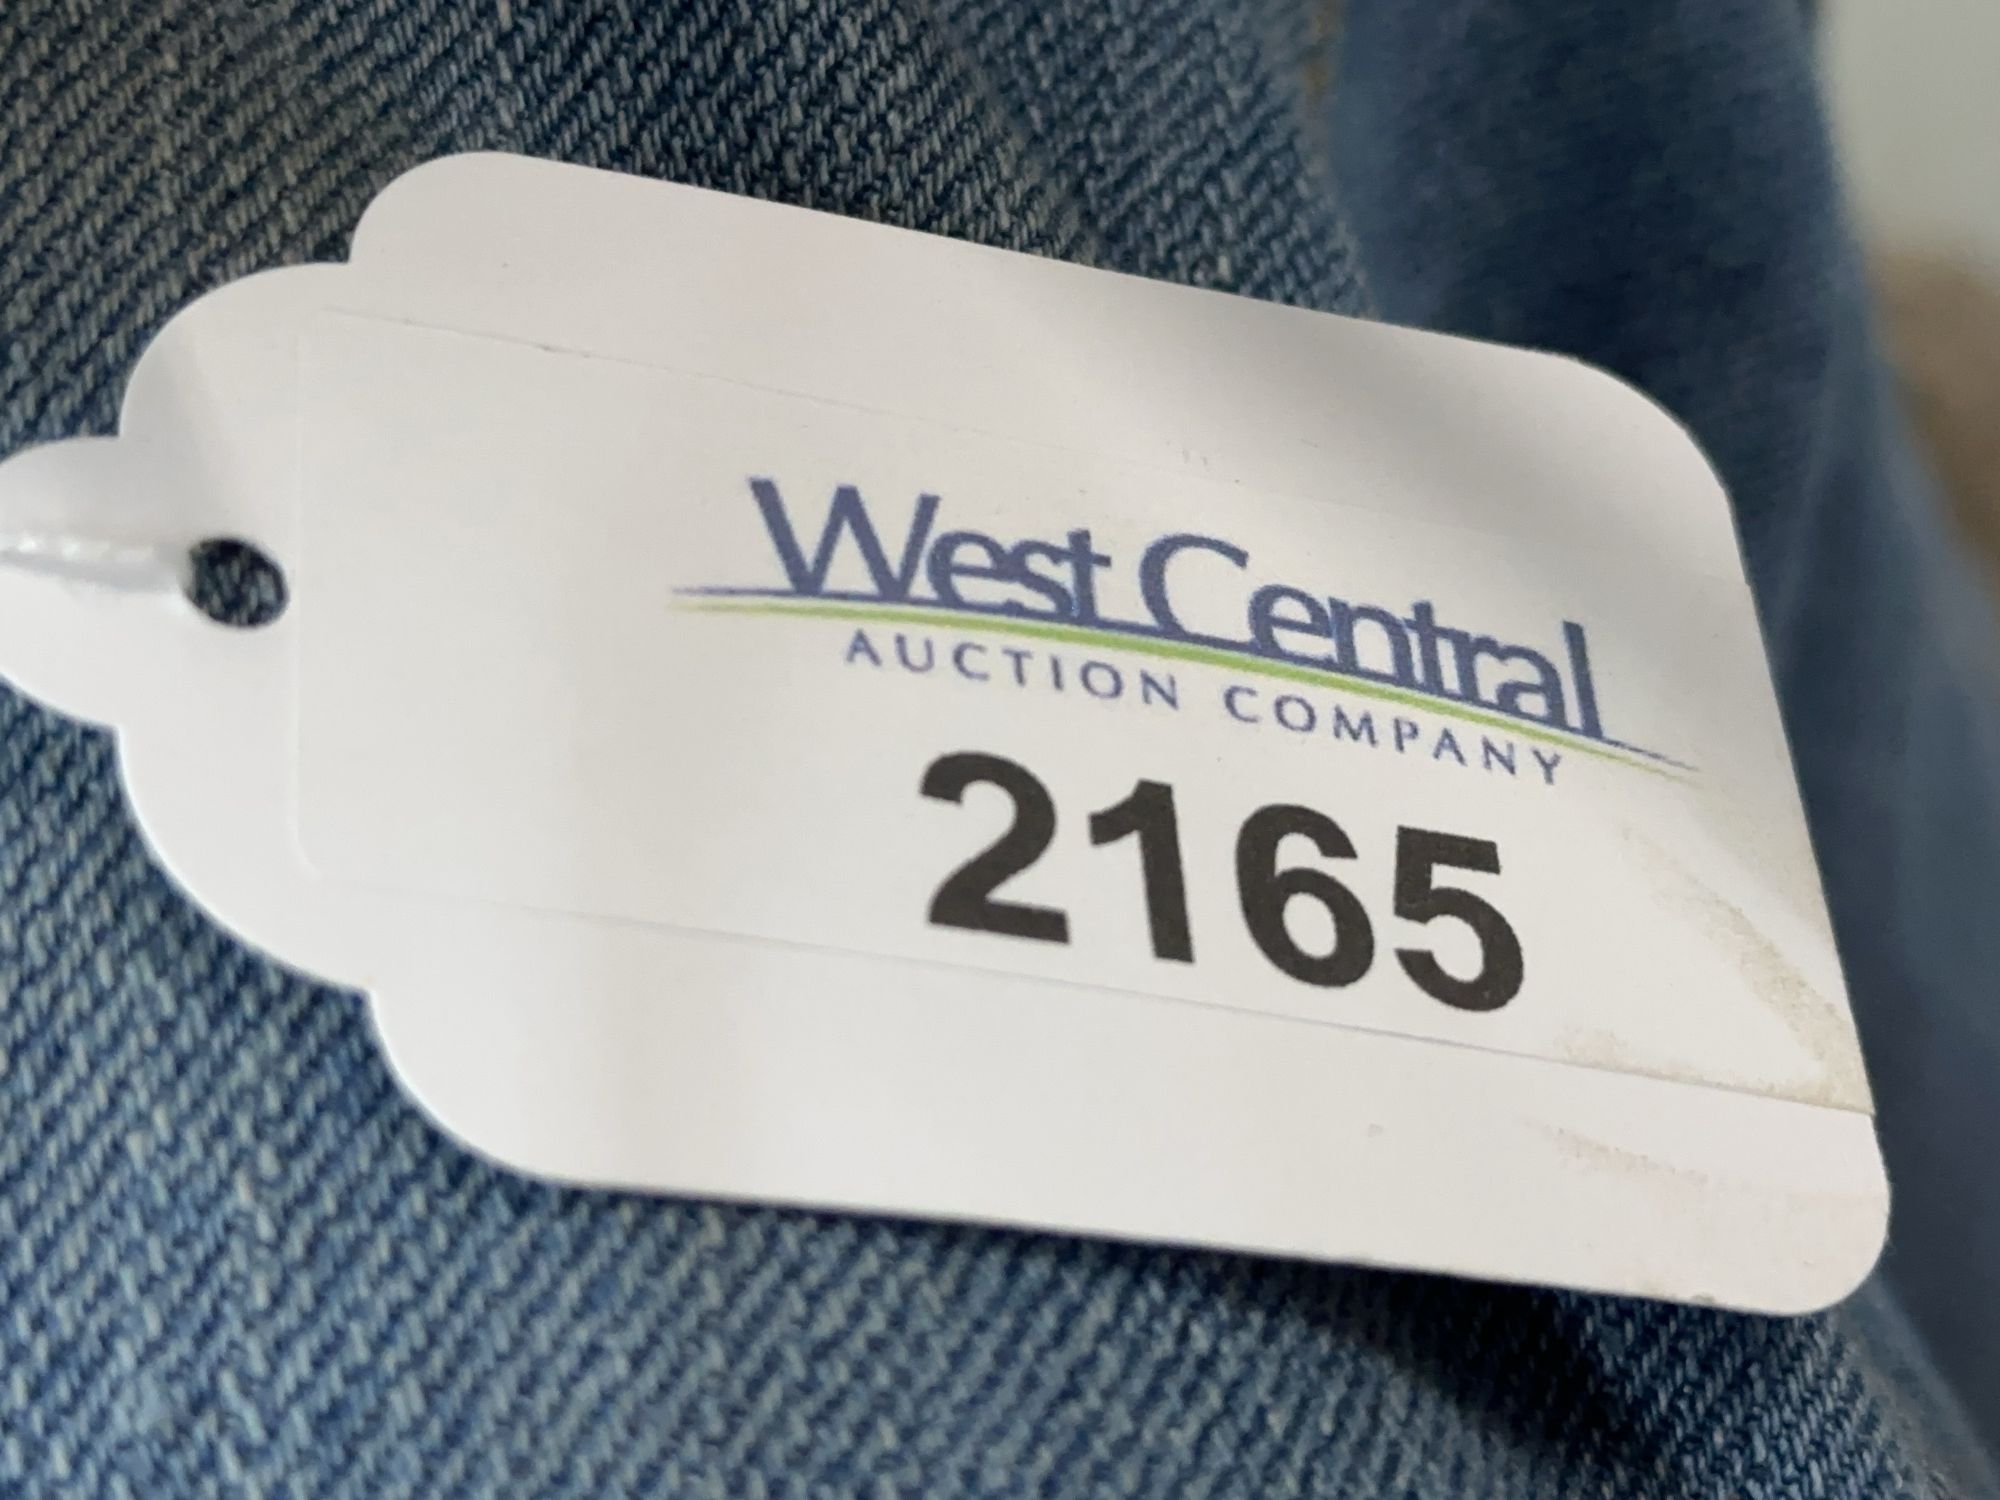 West Central
AUCTION COMPANY
2165